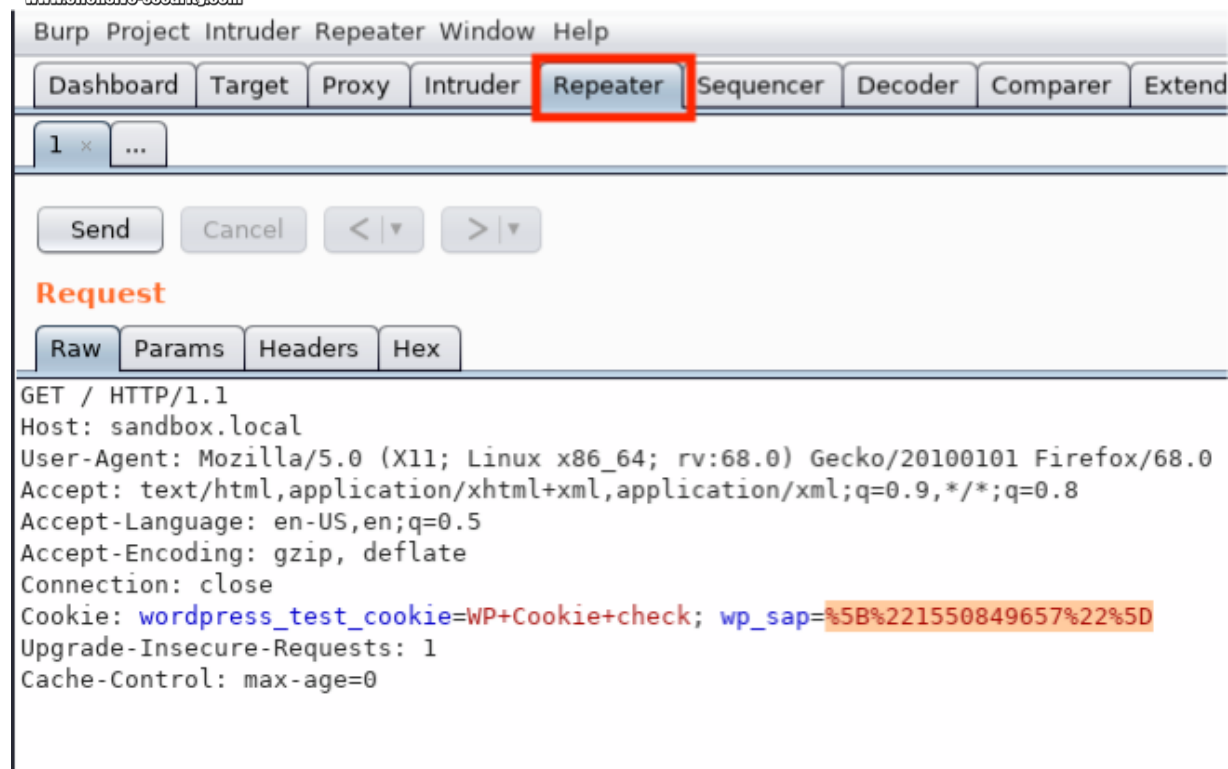 www.offensive-security.com
Burp Project Intruder Repeater Window Help
Dashboard Target Proxy Intruder Repeater Sequencer Decoder Comparer Extend
1 × ...
Send Cancel < ▼ > ▼
Request
Raw Params Headers Hex
GET / HTTP/1.1
Host: sandbox.local
User-Agent: Mozilla/5.0 (X11; Linux x86_64; rv:68.0) Gecko/20100101 Firefox/68.0
Accept: text/html,application/xhtml+xml,application/xml;q=0.9,*/*;q=0.8
Accept-Language: en-US,en;q=0.5
Accept-Encoding: gzip, deflate
Connection: close
Cookie: wordpress_test_cookie=WP+Cookie+check; wp_sap=%5B%221550849657%22%5D
Upgrade-Insecure-Requests: 1
Cache-Control: max-age=0